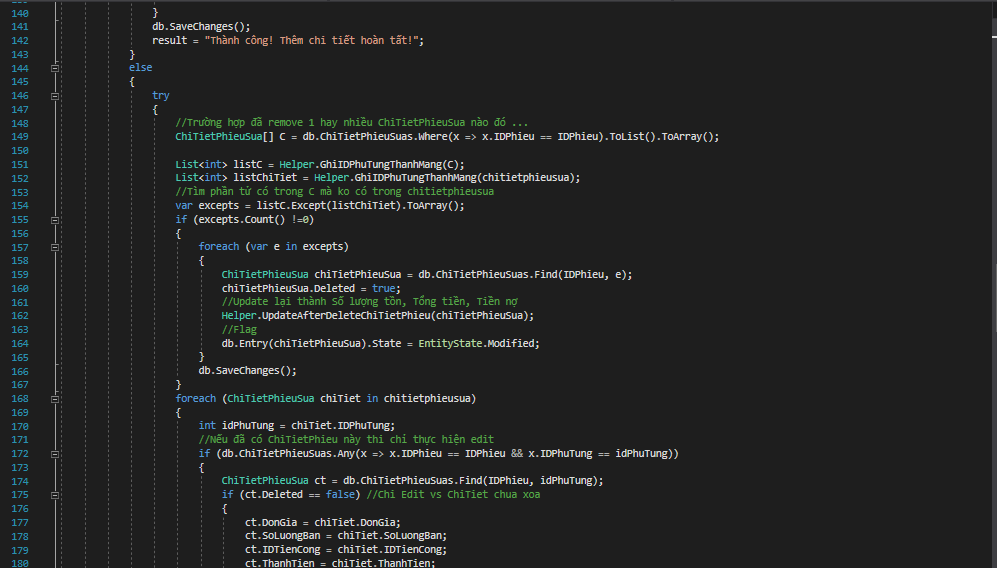 140 }
141 db.SaveChanges();
142 result = "Thành công! Thêm chi tiết hoàn tất!";
143 }
144 else
145 {
146 try
147 {
148 //Trường hợp đã remove 1 hay nhiều ChiTietPhieuSua nào đó ...
149 ChiTietPhieuSua[] C = db.ChiTietPhieuSuas.Where(x => x.IDPhieu == IDPhieu).ToList().ToArray();
150
151 List<int> listC = Helper.GhiIDPhuTungThanhMang(C);
152 List<int> listChiTiet = Helper.GhiIDPhuTungThanhMang(chitietphieusua);
153 //Tìm phần tử có trong C mà ko có trong chitietphieusua
154 var excepts = listC.Except(listChiTiet).ToArray();
155 if (excepts.Count() !=0)
156 {
157 foreach (var e in excepts)
158 {
159 ChiTietPhieuSua chiTietPhieuSua = db.ChiTietPhieuSuas.Find(IDPhieu, e);
160 chiTietPhieuSua.Deleted = true;
161 //Update lại thành Số lượng tồn, Tổng tiền, Tiền nợ
162 Helper.UpdateAfterDeleteChiTietPhieu(chiTietPhieuSua);
163 //Flag
164 db.Entry(chiTietPhieuSua).State = EntityState.Modified;
165 }
166 db.SaveChanges();
167 }
168 foreach (ChiTietPhieuSua chiTiet in chitietphieusua)
169 {
170 int idPhuTung = chiTiet.IDPhuTung;
171 //Nếu đã có ChiTietPhieu này thì chỉ thực hiện edit
172 if (db.ChiTietPhieuSuas.Any(x => x.IDPhieu == IDPhieu && x.IDPhuTung == idPhuTung))
173 {
174 ChiTietPhieuSua ct = db.ChiTietPhieuSuas.Find(IDPhieu, idPhuTung);
175 if (ct.Deleted == false) //Chi Edit vs ChiTiet chua xoa
176 {
177 ct.DonGia = chiTiet.DonGia;
178 ct.SoLuongBan = chiTiet.SoLuongBan;
179 ct.IDTienCong = chiTiet.IDTienCong;
180 ct.ThanhTien = chiTiet.ThanhTien;